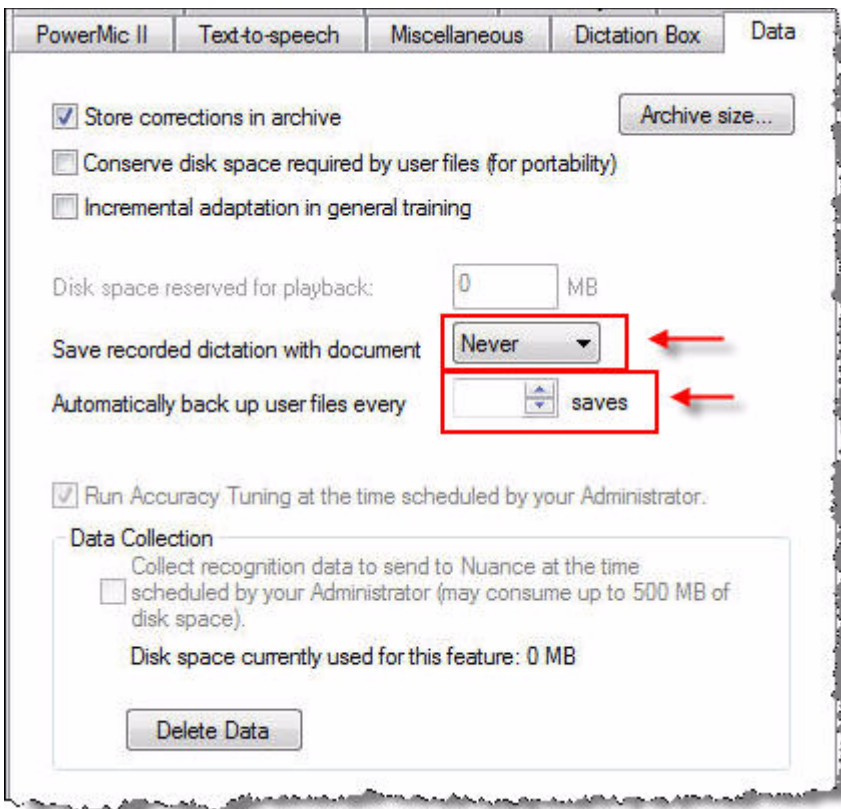 PowerMic II Text-to-speech Miscellaneous Dictation Box Data
Store corrections in archive Archive size...
Conserve disk space required by user files (for portability)
Incremental adaptation in general training
Disk space reserved for playback: 0 MB
Save recorded dictation with document Never
Automatically back up user files every saves
Run Accuracy Tuning at the time scheduled by your Administrator.
Data Collection
Collect recognition data to send to Nuance at the time
scheduled by your Administrator (may consume up to 500 MB of
disk space).
Disk space currently used for this feature: 0 MB
Delete Data